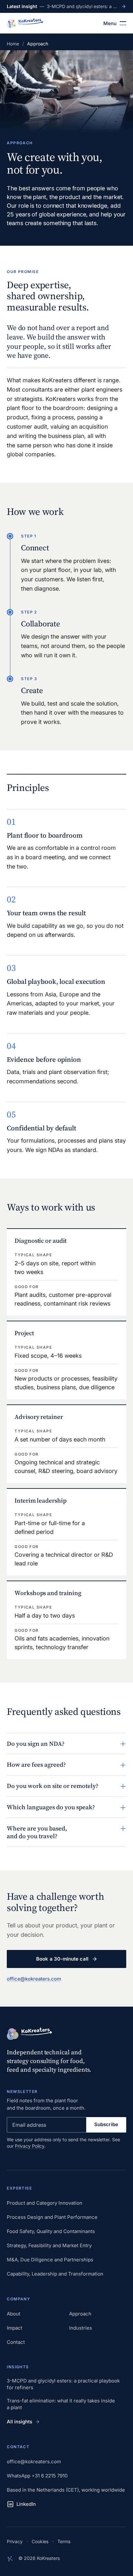 Latest insight — 3-MCPD and glycidyl esters: a ... →
KoKreaters
Menu
Home / Approach
APPROACH
We create with you,
not for you.
The best answers come from people who
know the plant, the product and the market.
Our role is to connect that knowledge, add
25 years of global experience, and help your
teams create something that lasts.
OUR PROMISE
Deep expertise,
shared ownership,
measurable results.
We do not hand over a report and
leave. We build the answer with
your people, so it still works after
we have gone.
What makes KoKreaters different is range.
Most consultants are either plant engineers
or strategists. KoKreaters works from plant
floor to the boardroom: designing a
product, fixing a process, passing a
customer audit, valuing an acquisition
and writing the business plan, all with
the same person who has done it inside
global companies.
How we work
STEP 1
Connect
We start where the problem lives:
on your plant floor, in your lab, with
your customers. We listen first,
then diagnose.
STEP 2
Collaborate
We design the answer with your
teams, not around them, so the people
who will run it own it.
STEP 3
Create
We build, test and scale the solution,
then hand it over with the measures to
prove it works.
Principles
01
Plant floor to boardroom
We are as comfortable in a control room
as in a board meeting, and we connect
the two.
02
Your team owns the result
We build capability as we go, so you do not
depend on us afterwards.
03
Global playbook, local execution
Lessons from Asia, Europe and the
Americas, adapted to your market, your
raw materials and your people.
04
Evidence before opinion
Data, trials and plant observation first;
recommendations second.
05
Confidential by default
Your formulations, processes and plans stay
yours. We sign NDAs as standard.
Ways to work with us
Diagnostic or audit
TYPICAL SHAPE
2–5 days on site, report within
two weeks
GOOD FOR
Plant audits, customer pre-approval
readiness, contaminant risk reviews
Project
TYPICAL SHAPE
Fixed scope, 4–16 weeks
GOOD FOR
New products or processes, feasibility
studies, business plans, due diligence
Advisory retainer
TYPICAL SHAPE
A set number of days each month
GOOD FOR
Ongoing technical and strategic
counsel, R&D steering, board advisory
Interim leadership
TYPICAL SHAPE
Part-time or full-time for a
defined period
GOOD FOR
Covering a technical director or R&D
lead role
Workshops and training
TYPICAL SHAPE
Half a day to two days
GOOD FOR
Oils and fats academies, innovation
sprints, technology transfer
Frequently asked questions
Do you sign an NDA? +
How are fees agreed? +
Do you work on site or remotely? +
Which languages do you speak? +
Where are you based,
and do you travel? +
Have a challenge worth
solving together?
Tell us about your product, your plant or
your decision.
Book a 30-minute call →
office@kokreaters.com
KoKreaters
Independent technical and
strategy consulting for food,
feed and specialty ingredients.
NEWSLETTER
Field notes from the plant floor
and the boardroom, once a month.
Email address
Subscribe
We use your address only to send the newsletter. See
our Privacy Policy.
EXPERTISE
Product and Category Innovation
Process Design and Plant Performance
Food Safety, Quality and Contaminants
Strategy, Feasibility and Market Entry
M&A, Due Diligence and Partnerships
Capability, Leadership and Transformation
COMPANY
About
Approach
Impact
Industries
Contact
INSIGHTS
3-MCPD and glycidyl esters: a practical playbook
for refiners
Trans-fat elimination: what it really takes inside
a plant
All insights →
CONTACT
office@kokreaters.com
WhatsApp +31 6 2215 7910
Based in the Netherlands (CET), working worldwide
LinkedIn
Privacy · Cookies · Terms
© 2026 KoKreaters